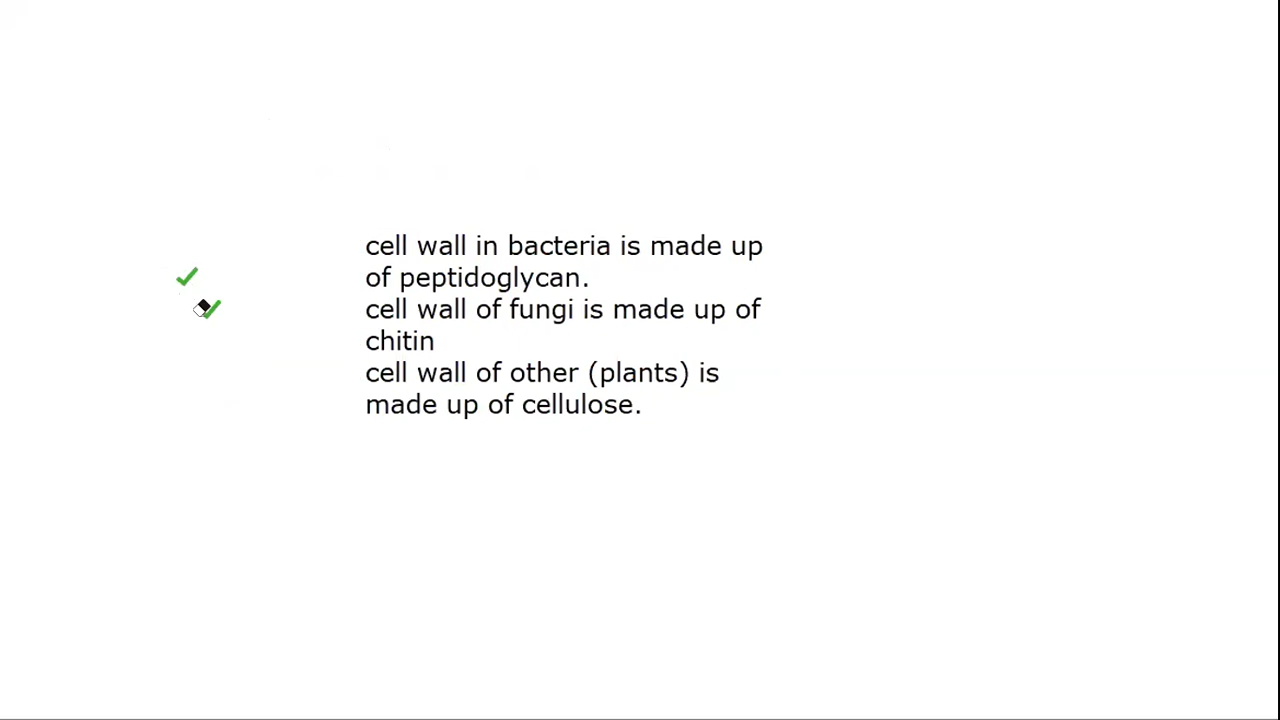 cell wall in bacteria is made up
of peptidoglycan.
cell wall of fungi is made up of
chitin
cell wall of other (plants) is
made up of cellulose.